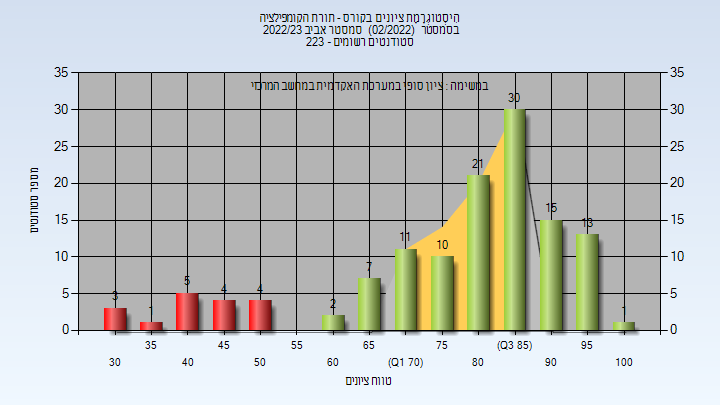 היסטוגרמת ציונים בקורס - תורת הקומפילציה
בסמסטר (02/2022) סמסטר אביב 2022/23
סטודנטים רשומים - 223
במשימה : ציון סופי במערכת האקדמית במחשב המרכזי
מספר סטודנטים
35 35
30 30
25 25
20 20
15 15
10 10
5 5
0 0
3 1 5 4 4 2 7 11 10 21 30 15 13 1
35 45 55 65 75 (Q3 85) 95
30 40 50 60 (Q1 70) 80 90 100
טווח ציונים